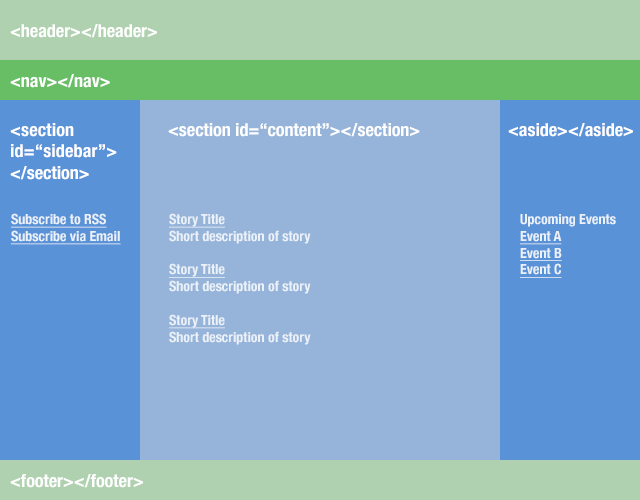 <header></header>
<nav></nav>
<section
id=“sidebar”>
</section>
Subscribe to RSS
Subscribe via Email
<section id=“content”></section>
Story Title
Short description of story
Story Title
Short description of story
Story Title
Short description of story
<aside></aside>
Upcoming Events
Event A
Event B
Event C
<footer></footer>